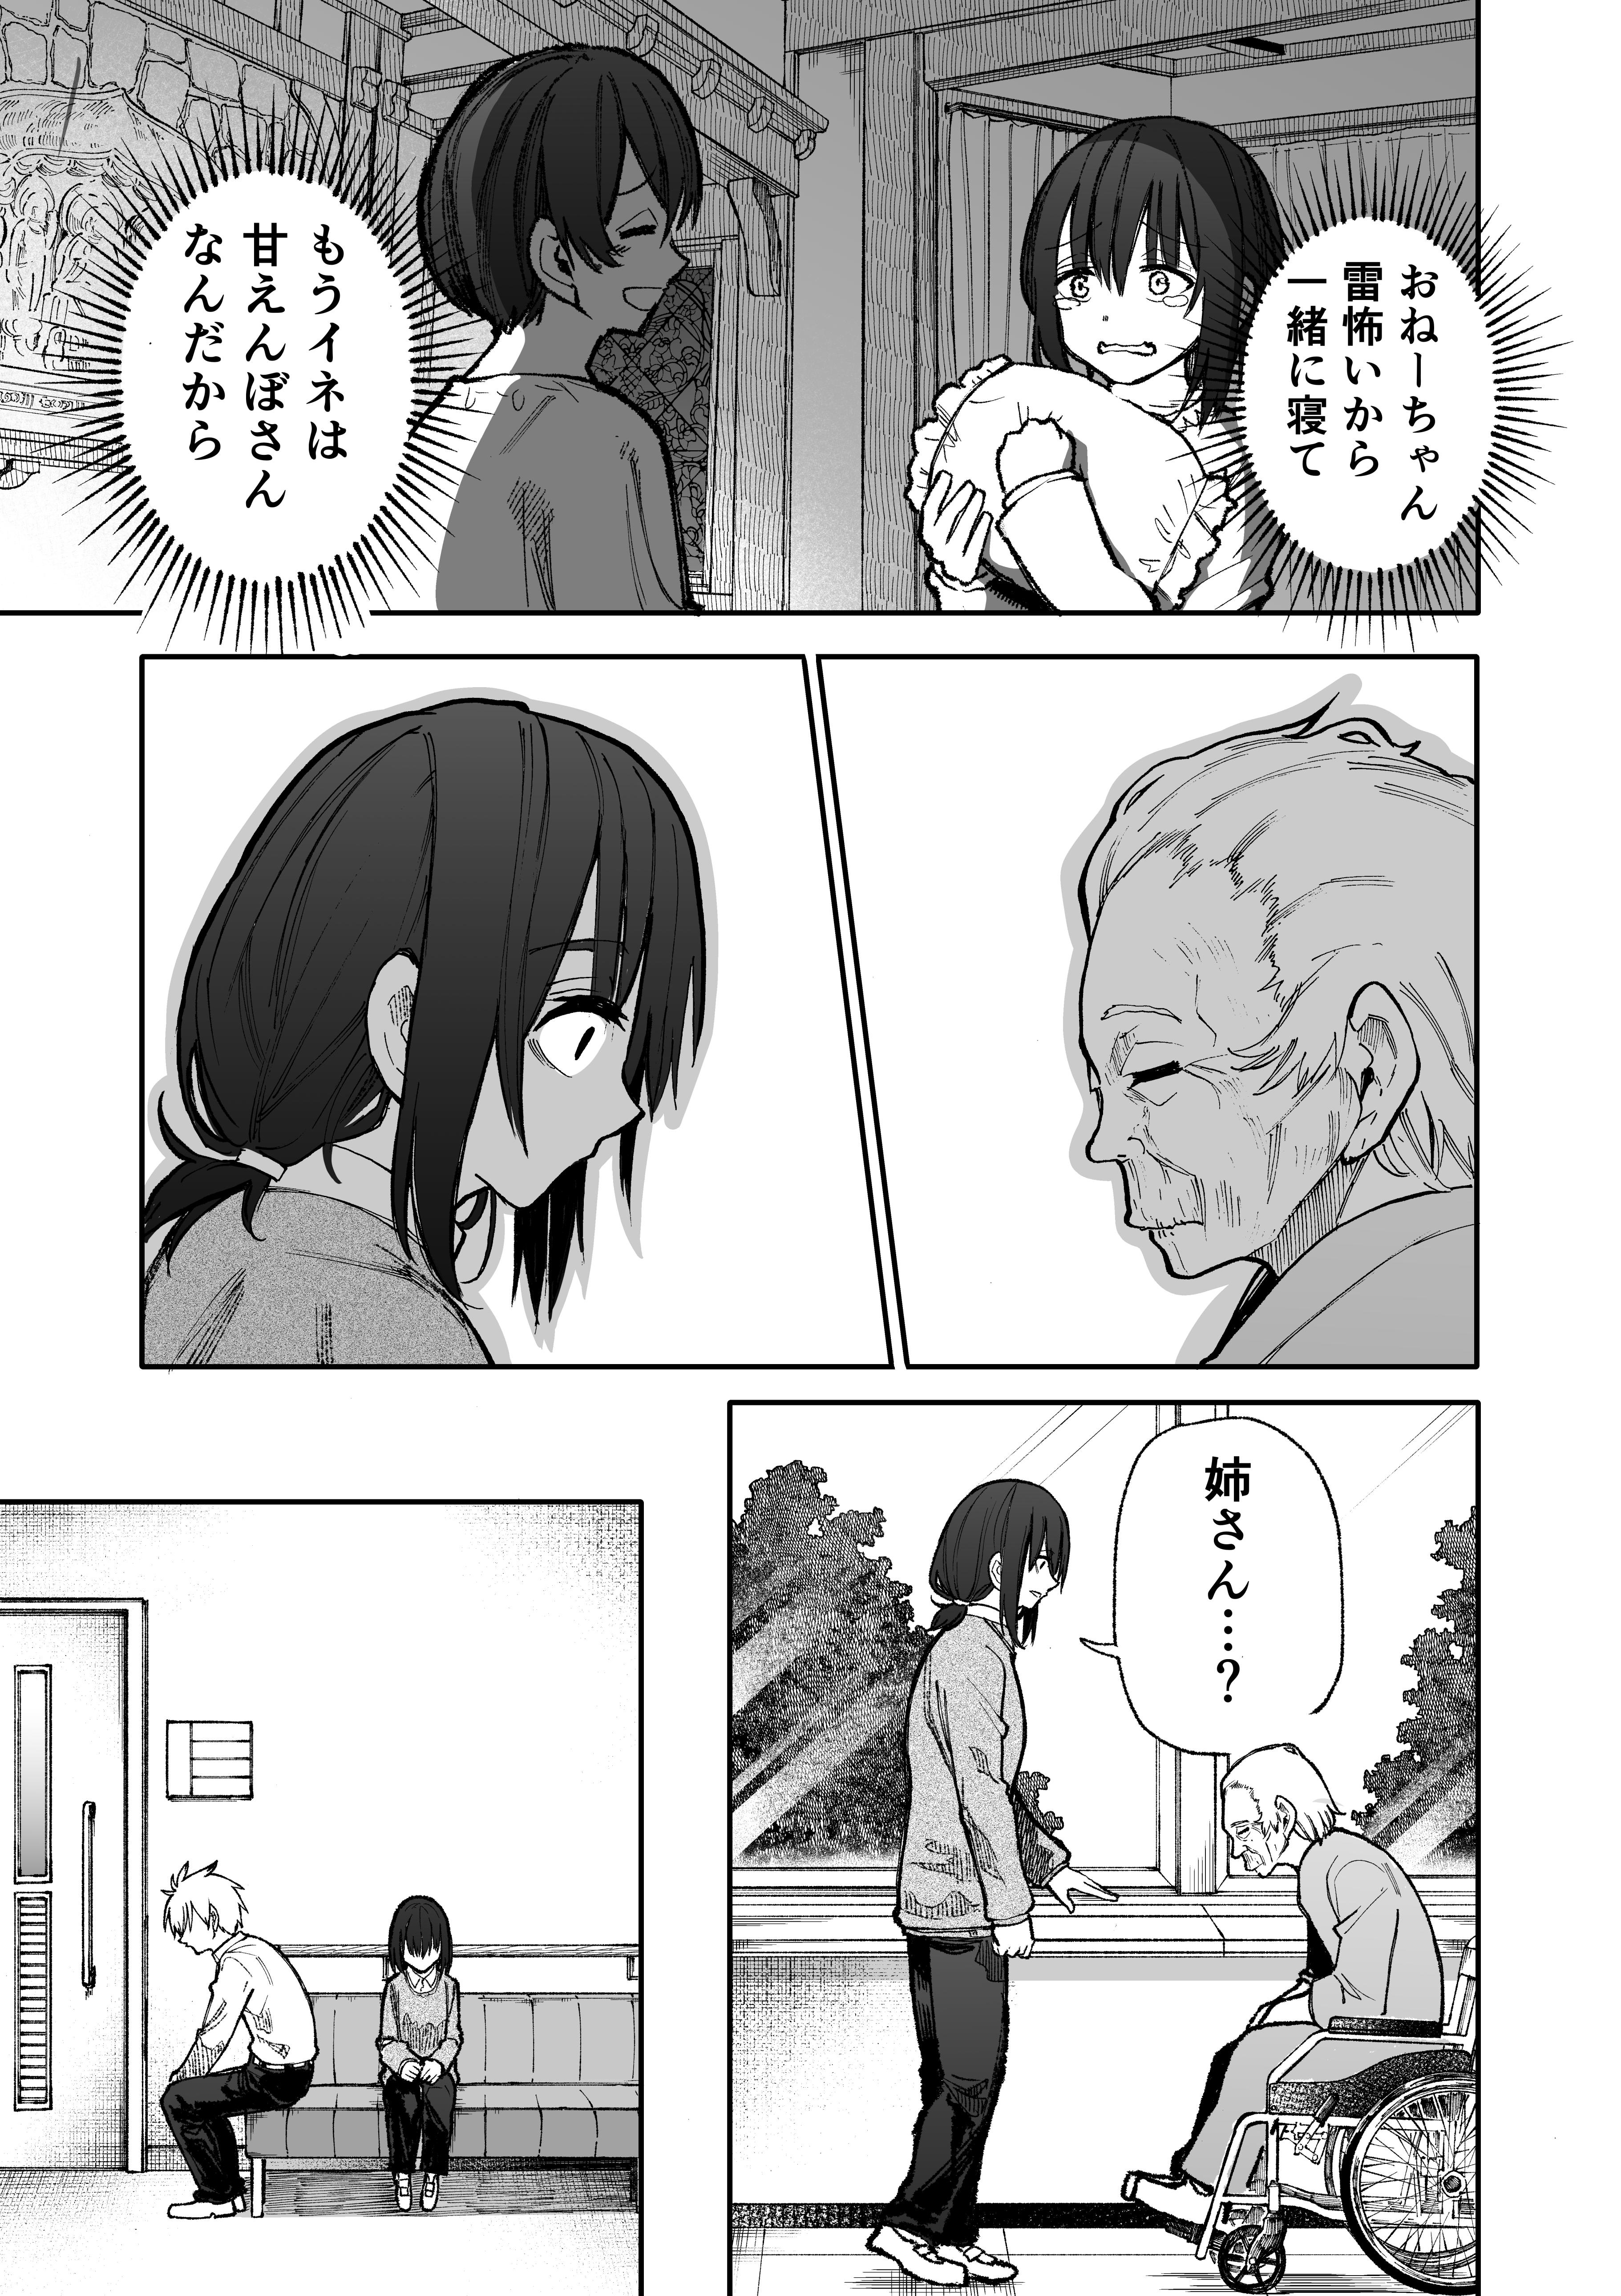 おねーちゃん
雷怖いから
一緒に寝て
もうイネは
甘えんぼさん
なんだから
姉さん…？